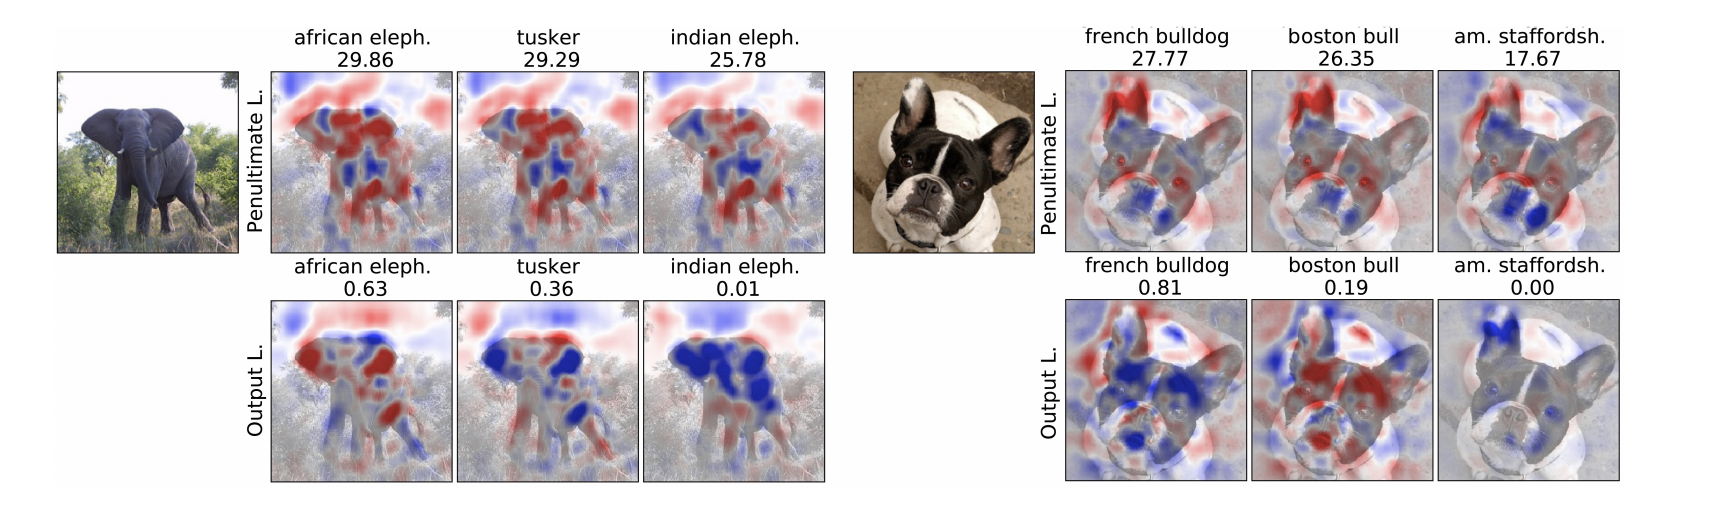 african eleph.
29.86
tusker
29.29
indian eleph.
25.78
Penultimate L.
african eleph.
0.63
tusker
0.36
indian eleph.
0.01
Output L.
french bulldog
27.77
boston bull
26.35
am. staffordsh.
17.67
Penultimate L.
french bulldog
0.81
boston bull
0.19
am. staffordsh.
0.00
Output L.